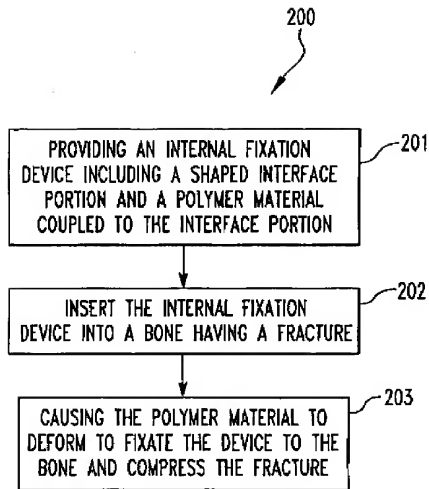 200
PROVIDING AN INTERNAL FIXATION
DEVICE INCLUDING A SHAPED INTERFACE
PORTION AND A POLYMER MATERIAL
COUPLED TO THE INTERFACE PORTION
201
INSERT THE INTERNAL FIXATION
DEVICE INTO A BONE HAVING A FRACTURE
202
CAUSING THE POLYMER MATERIAL TO
DEFORM TO FIXATE THE DEVICE TO THE
BONE AND COMPRESS THE FRACTURE
203